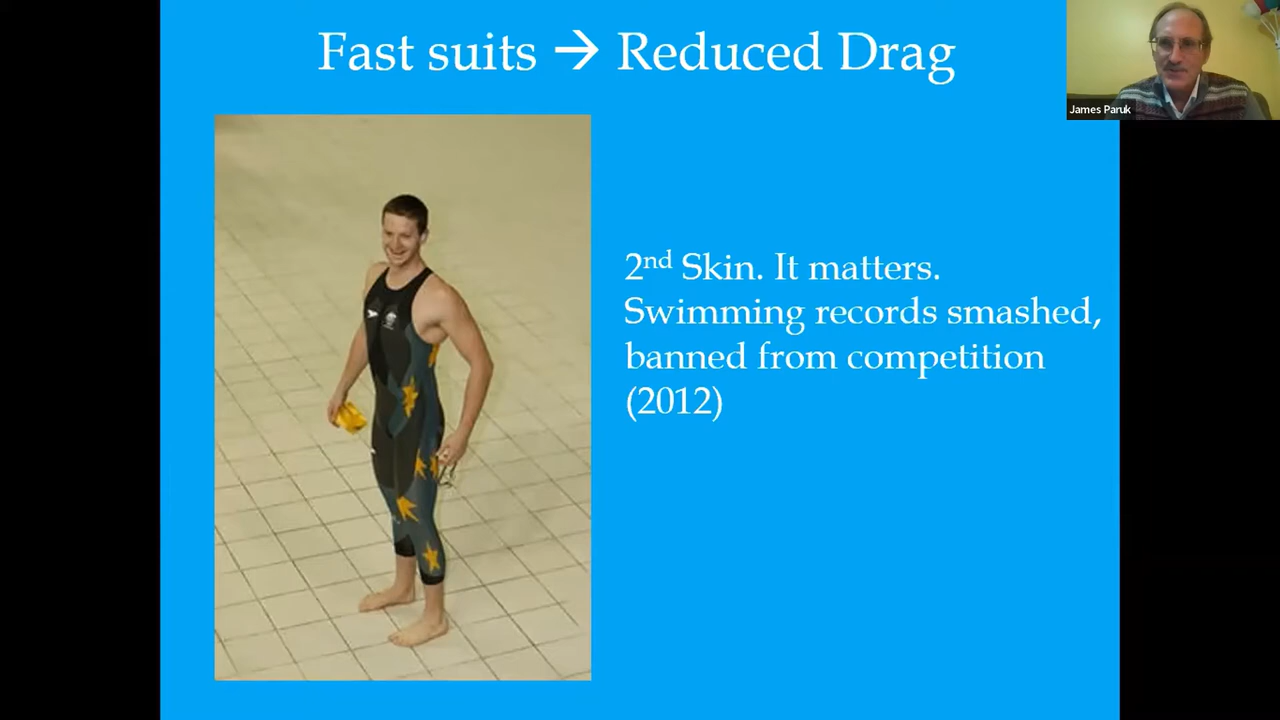 Fast suits → Reduced Drag
James Paruk
2nd Skin. It matters.
Swimming records smashed,
banned from competition
(2012)